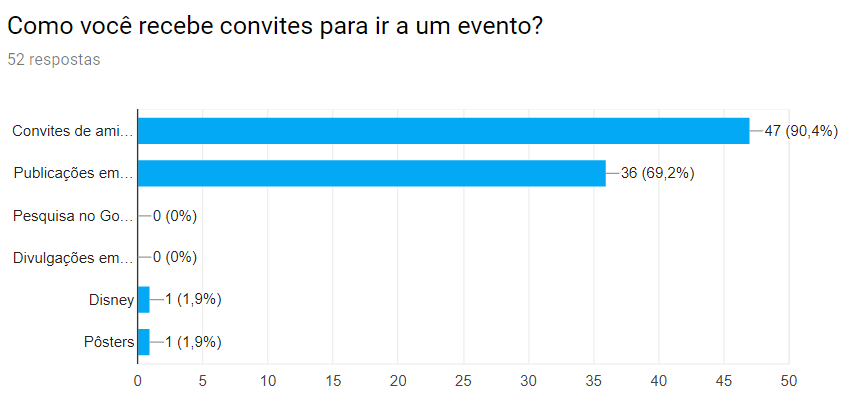 Como você recebe convites para ir a um evento?
52 respostas
Convites de ami… 47 (90,4%)
Publicações em… 36 (69,2%)
Pesquisa no Go… 0 (0%)
Divulgações em… 0 (0%)
Disney 1 (1,9%)
Pôsters 1 (1,9%)
0 5 10 15 20 25 30 35 40 45 50